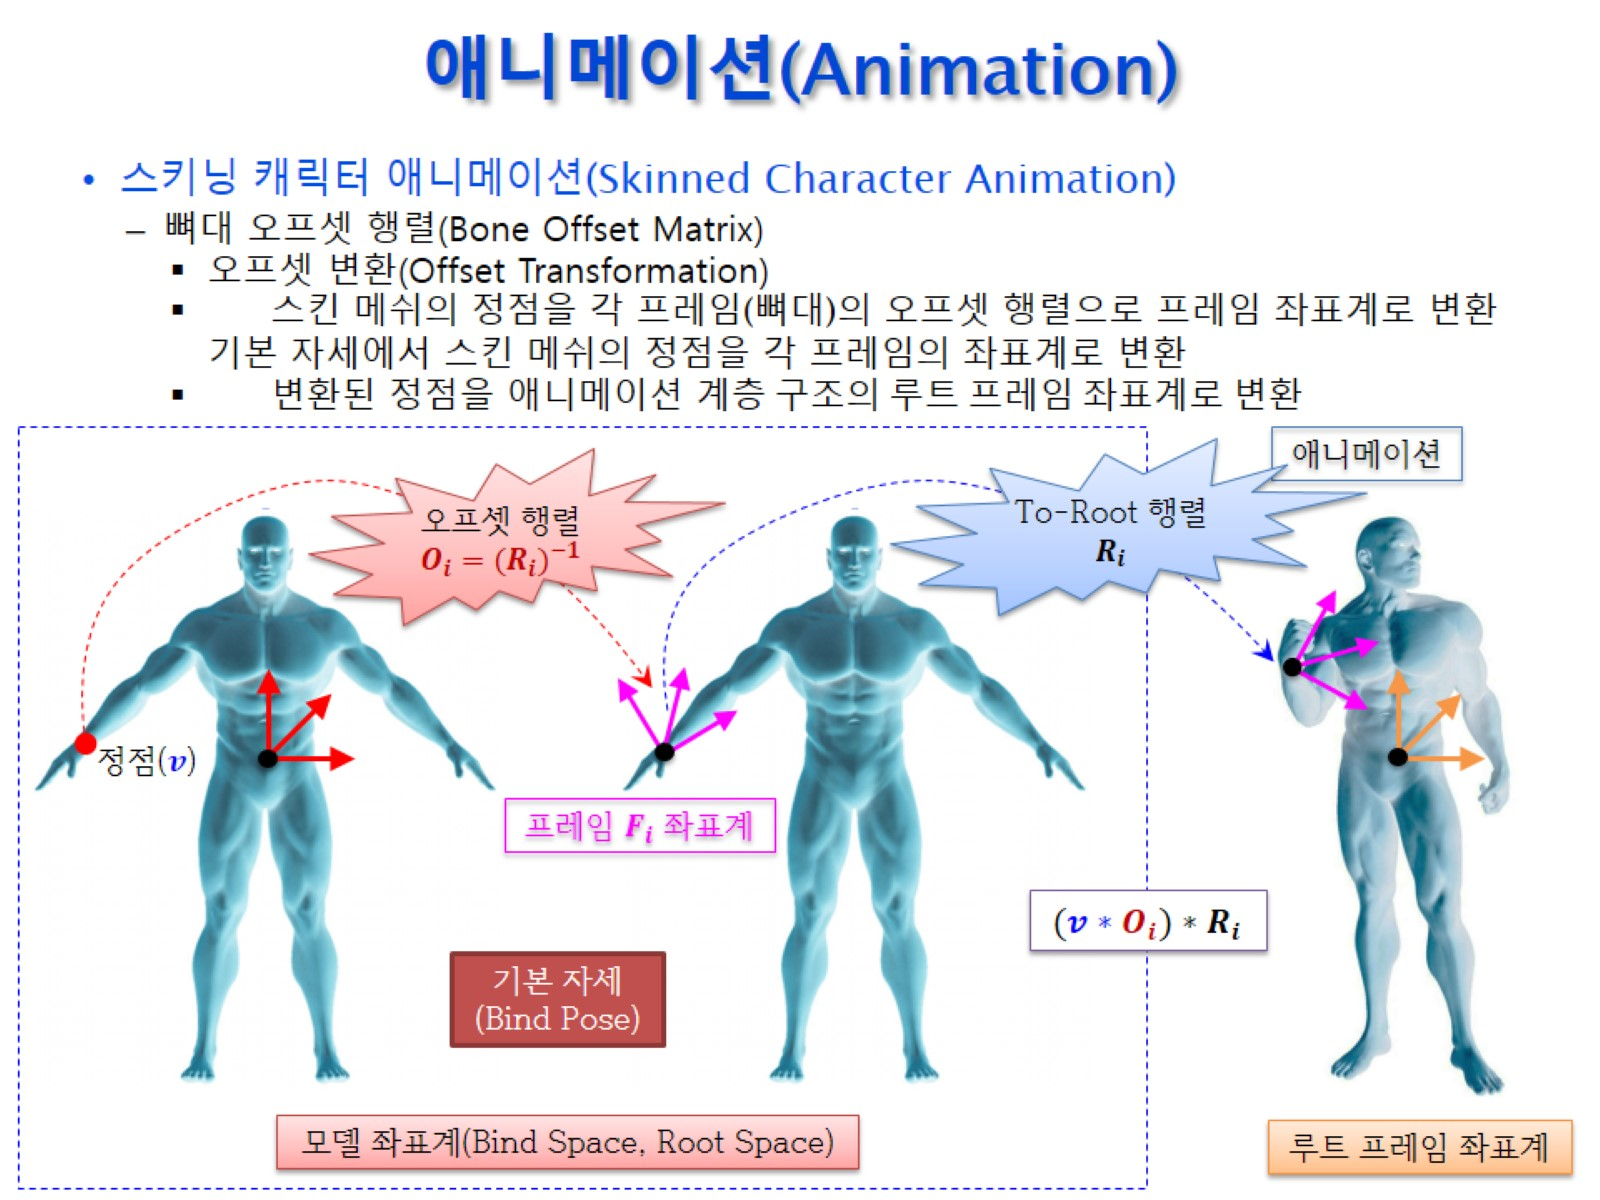 애니메이션(Animation)
• 스키닝 캐릭터 애니메이션(Skinned Character Animation)
– 뼈대 오프셋 행렬(Bone Offset Matrix)
▪ 오프셋 변환(Offset Transformation)
▪ 스킨 메쉬의 정점을 각 프레임(뼈대)의 오프셋 행렬으로 프레임 좌표계로 변환
기본 자세에서 스킨 메쉬의 정점을 각 프레임의 좌표계로 변환
▪ 변환된 정점을 애니메이션 계층 구조의 루트 프레임 좌표계로 변환
오프셋 행렬
Oᵢ = (Rᵢ)⁻¹
To-Root 행렬
Rᵢ
애니메이션
정점(v)
프레임 Fᵢ 좌표계
(v * Oᵢ) * Rᵢ
기본 자세
(Bind Pose)
모델 좌표계(Bind Space, Root Space)
루트 프레임 좌표계